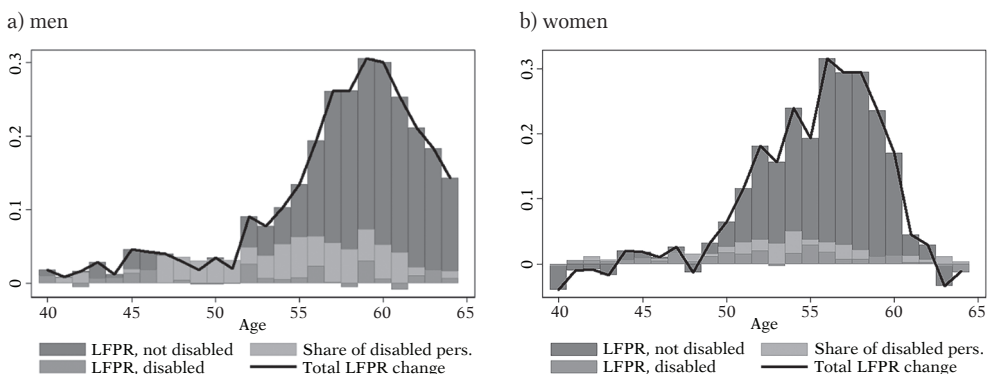 a) men
b) women
0.3
0.2
0.1
0
40 45 50 55 60 65
Age
LFPR, not disabled
Share of disabled pers.
LFPR, disabled
Total LFPR change
0.3
0.2
0.1
0
40 45 50 55 60 65
Age
LFPR, not disabled
Share of disabled pers.
LFPR, disabled
Total LFPR change